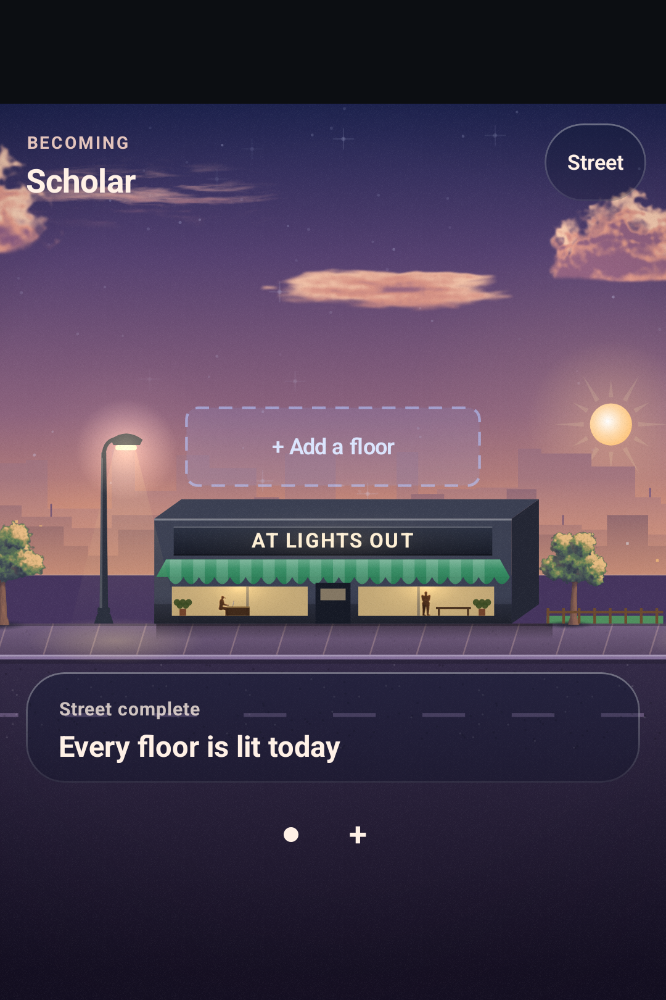 BECOMING
Scholar
Street
+ Add a floor
AT LIGHTS OUT
Street complete
Every floor is lit today
+